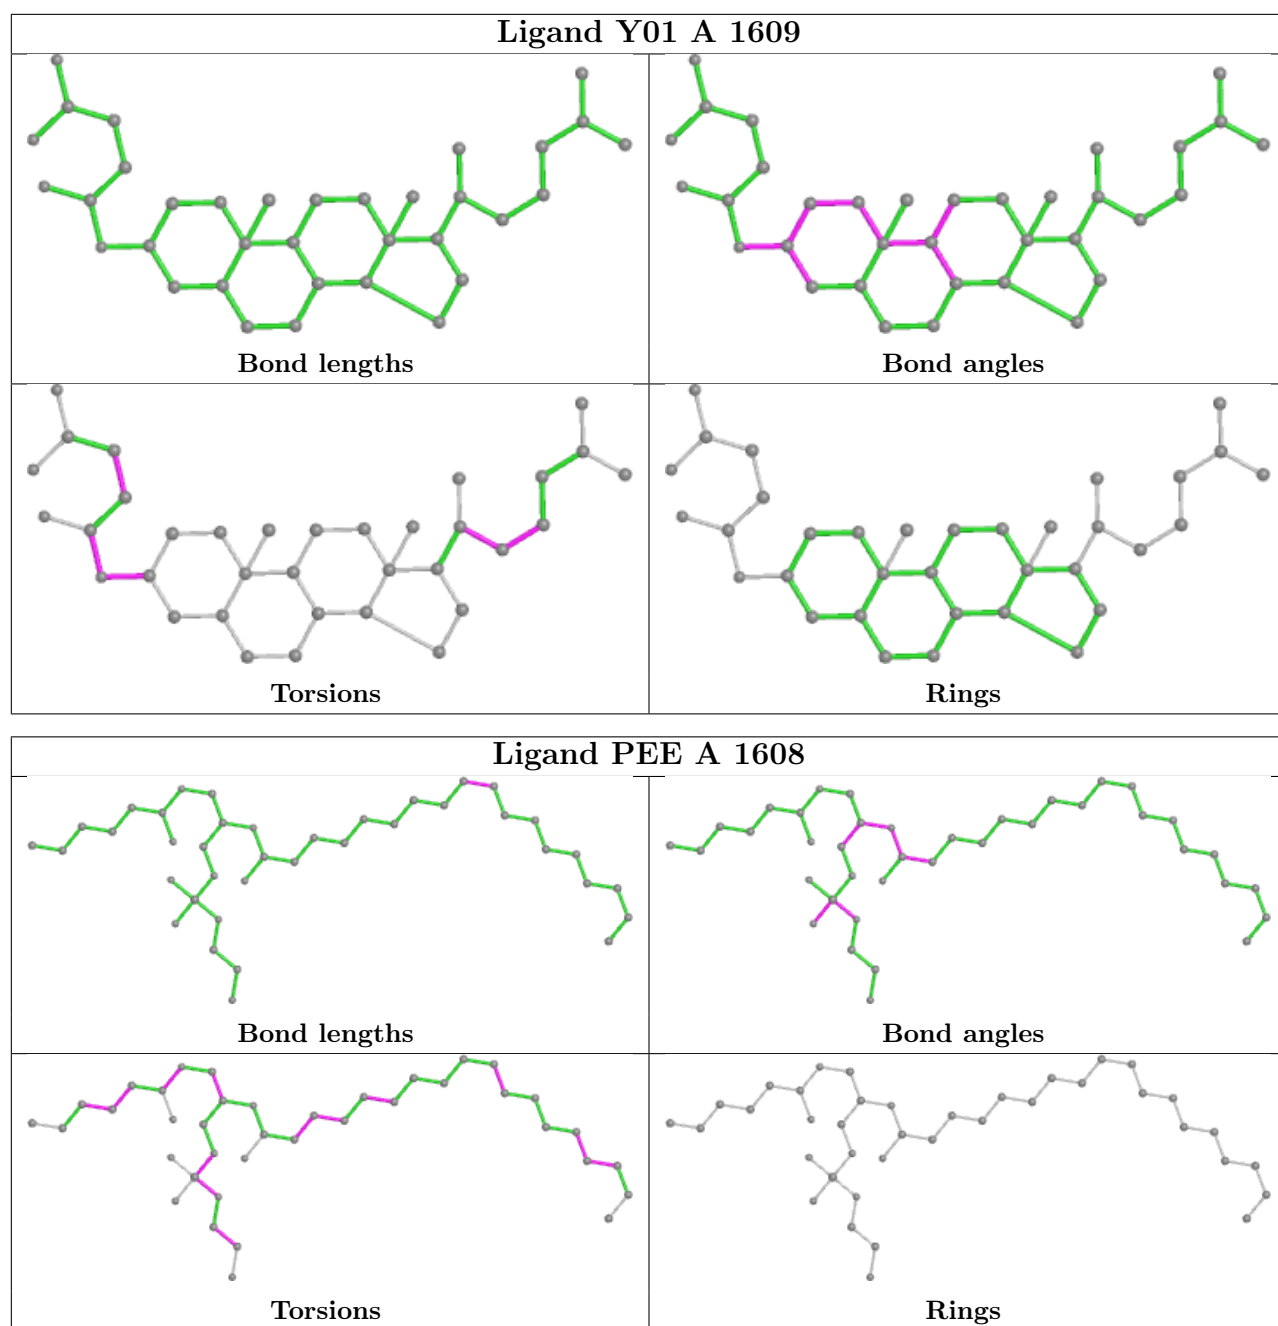 Ligand Y01 A 1609
Bond lengths
Bond angles
Torsions
Rings
Ligand PEE A 1608
Bond lengths
Bond angles
Torsions
Rings